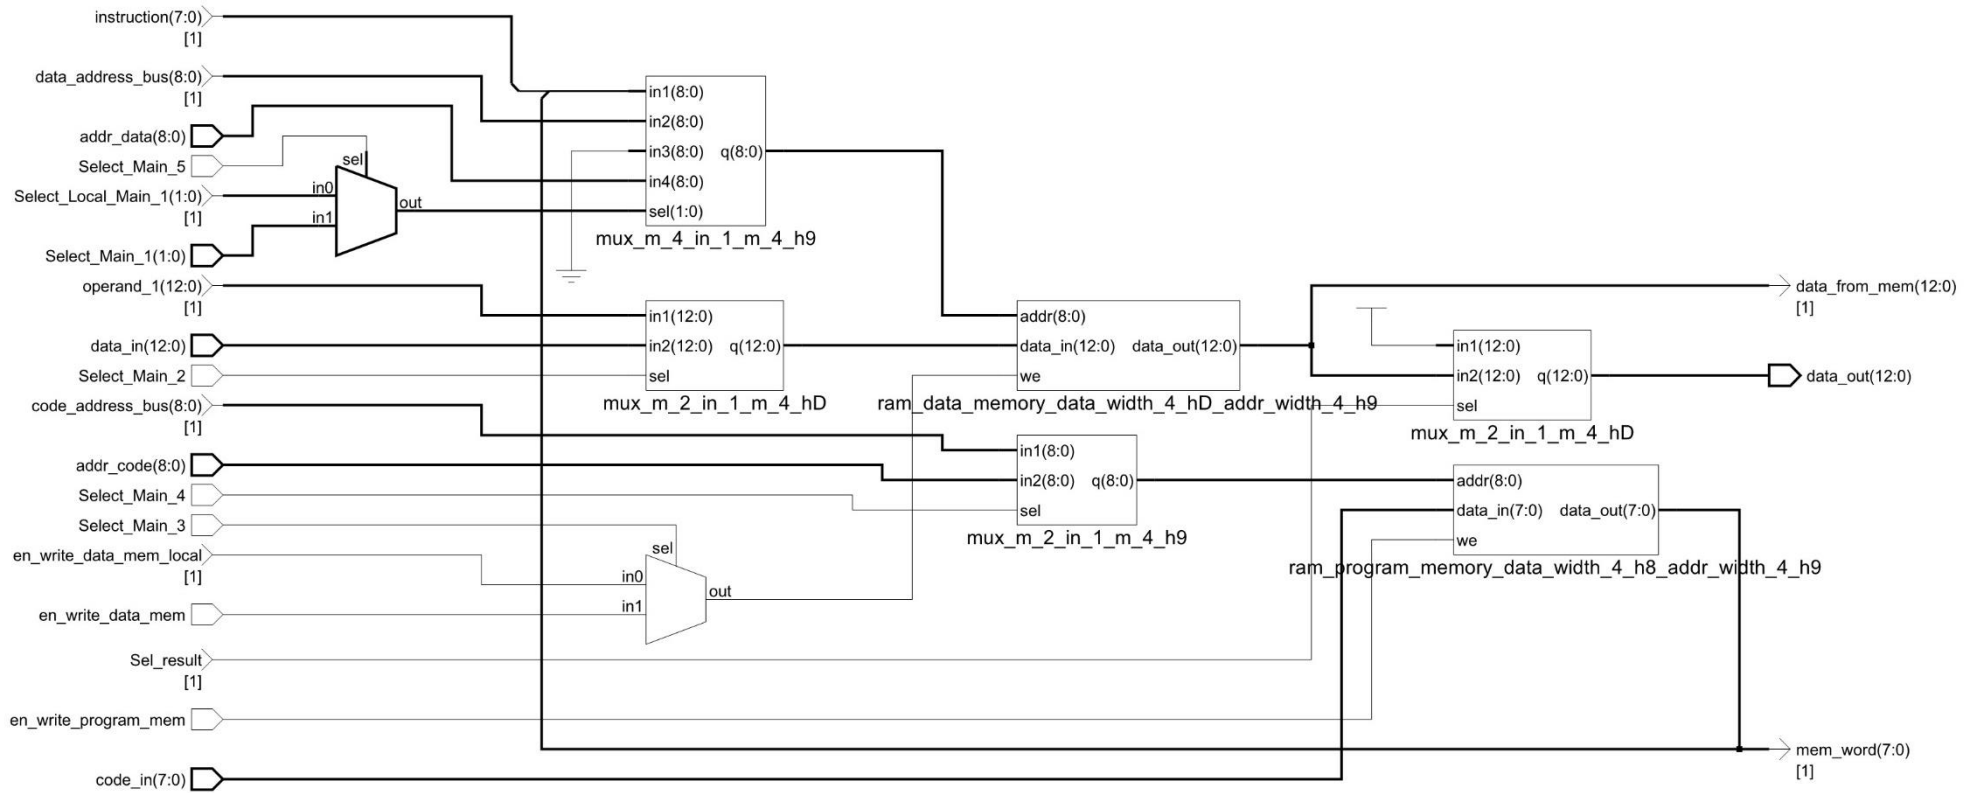 instruction(7:0)
[1]
data_address_bus(8:0)
[1]
addr_data(8:0)
Select_Main_5
Select_Local_Main_1(1:0)
[1]
Select_Main_1(1:0)
operand_1(12:0)
[1]
data_in(12:0)
Select_Main_2
code_address_bus(8:0)
[1]
addr_code(8:0)
Select_Main_4
Select_Main_3
en_write_data_mem_local
[1]
en_write_data_mem
Sel_result
[1]
en_write_program_mem
code_in(7:0)
sel
in0
in1
out
in1(8:0)
in2(8:0)
in3(8:0) q(8:0)
in4(8:0)
sel(1:0)
mux_m_4_in_1_m_4_h9
in1(12:0)
in2(12:0) q(12:0)
sel
mux_m_2_in_1_m_4_hD
sel
in0
in1
out
addr(8:0)
data_in(12:0) data_out(12:0)
we
ram_data_memory_data_width_4_hD_addr_width_4_h9
in1(8:0)
in2(8:0) q(8:0)
sel
mux_m_2_in_1_m_4_h9
in1(12:0)
in2(12:0) q(12:0)
sel
mux_m_2_in_1_m_4_hD
addr(8:0)
data_in(7:0) data_out(7:0)
we
ram_program_memory_data_width_4_h8_addr_width_4_h9
data_from_mem(12:0)
[1]
data_out(12:0)
mem_word(7:0)
[1]